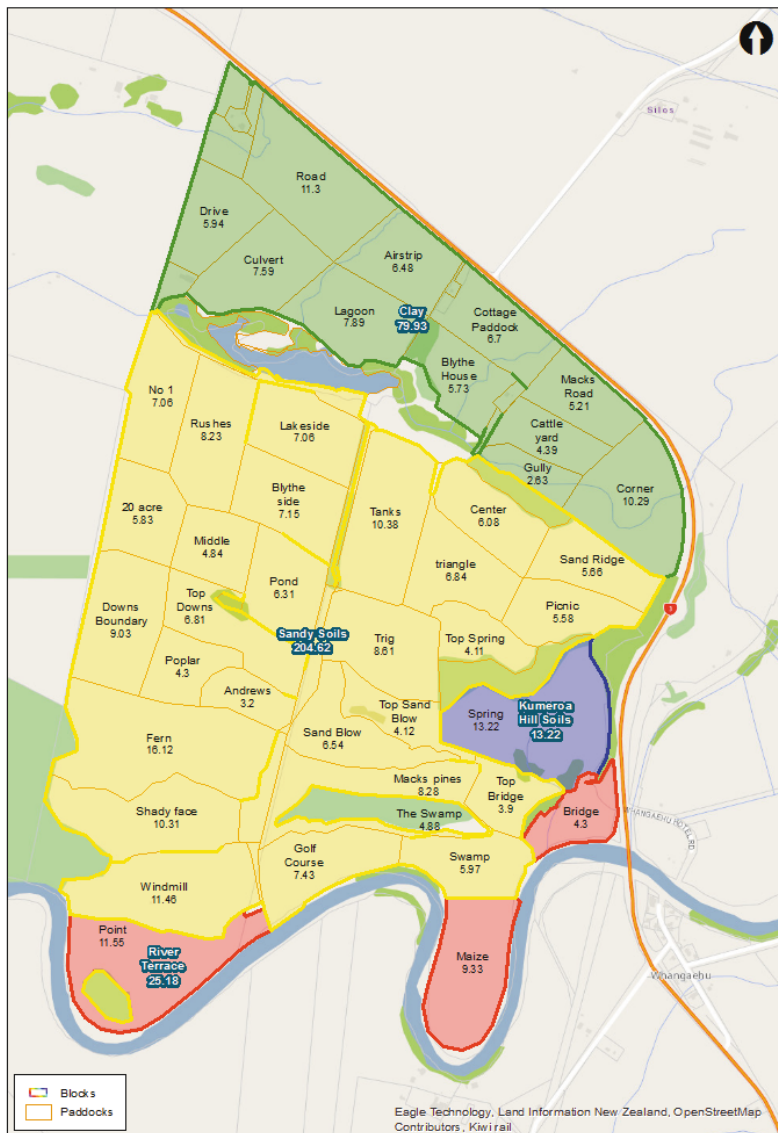 Silos
Road
11.3
Drive
5.94
Culvert
7.59
Airstrip
6.48
Lagoon
7.89
Clay
79.93
Cottage
Paddock
6.7
Blythe
House
5.73
Macks
Road
5.21
Cattle
yard
4.39
Gully
2.63
Corner
10.29
No 1
7.06
Rushes
8.23
Lakeside
7.06
Blythe
side
7.15
Tanks
10.38
Center
6.08
20 acre
5.83
Middle
4.84
triangle
6.84
Sand Ridge
5.66
Pond
6.31
Top
Downs
6.81
Downs
Boundary
9.03
Picnic
5.58
1
Sandy Soils
204.62
Trig
8.61
Top Spring
4.11
Poplar
4.3
Andrews
3.2
Spring
13.22
Kumeroa
Hill Soils
13.22
Top Sand
Blow
4.12
Sand Blow
6.54
Fern
16.12
Macks pines
8.28
Top
Bridge
3.9
The Swamp
4.88
Bridge
4.3
WHANGAEHU HOTEL RD
Shady face
10.31
Golf
Course
7.43
Swamp
5.97
Windmill
11.46
Point
11.55
River
Terrace
25.18
Maize
9.33
Whangaehu
Blocks
Paddocks
Eagle Technology, Land Information New Zealand, OpenStreetMap
Contributors, Kiwirail